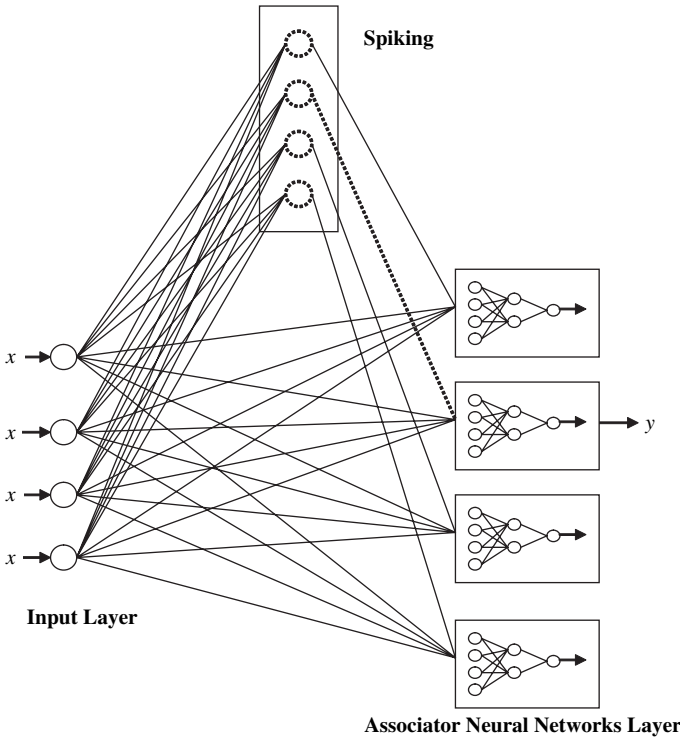 Spiking
x
x
y
x
x
Input Layer
Associator Neural Networks Layer